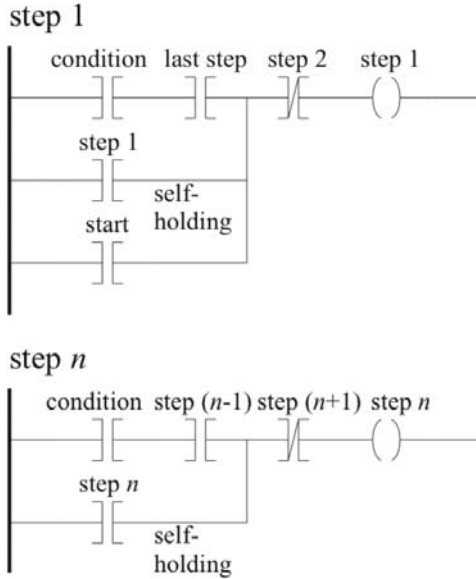 step 1
condition last step step 2 step 1
step 1
self-
holding
start
step n
condition step (n-1) step (n+1) step n
step n
self-
holding